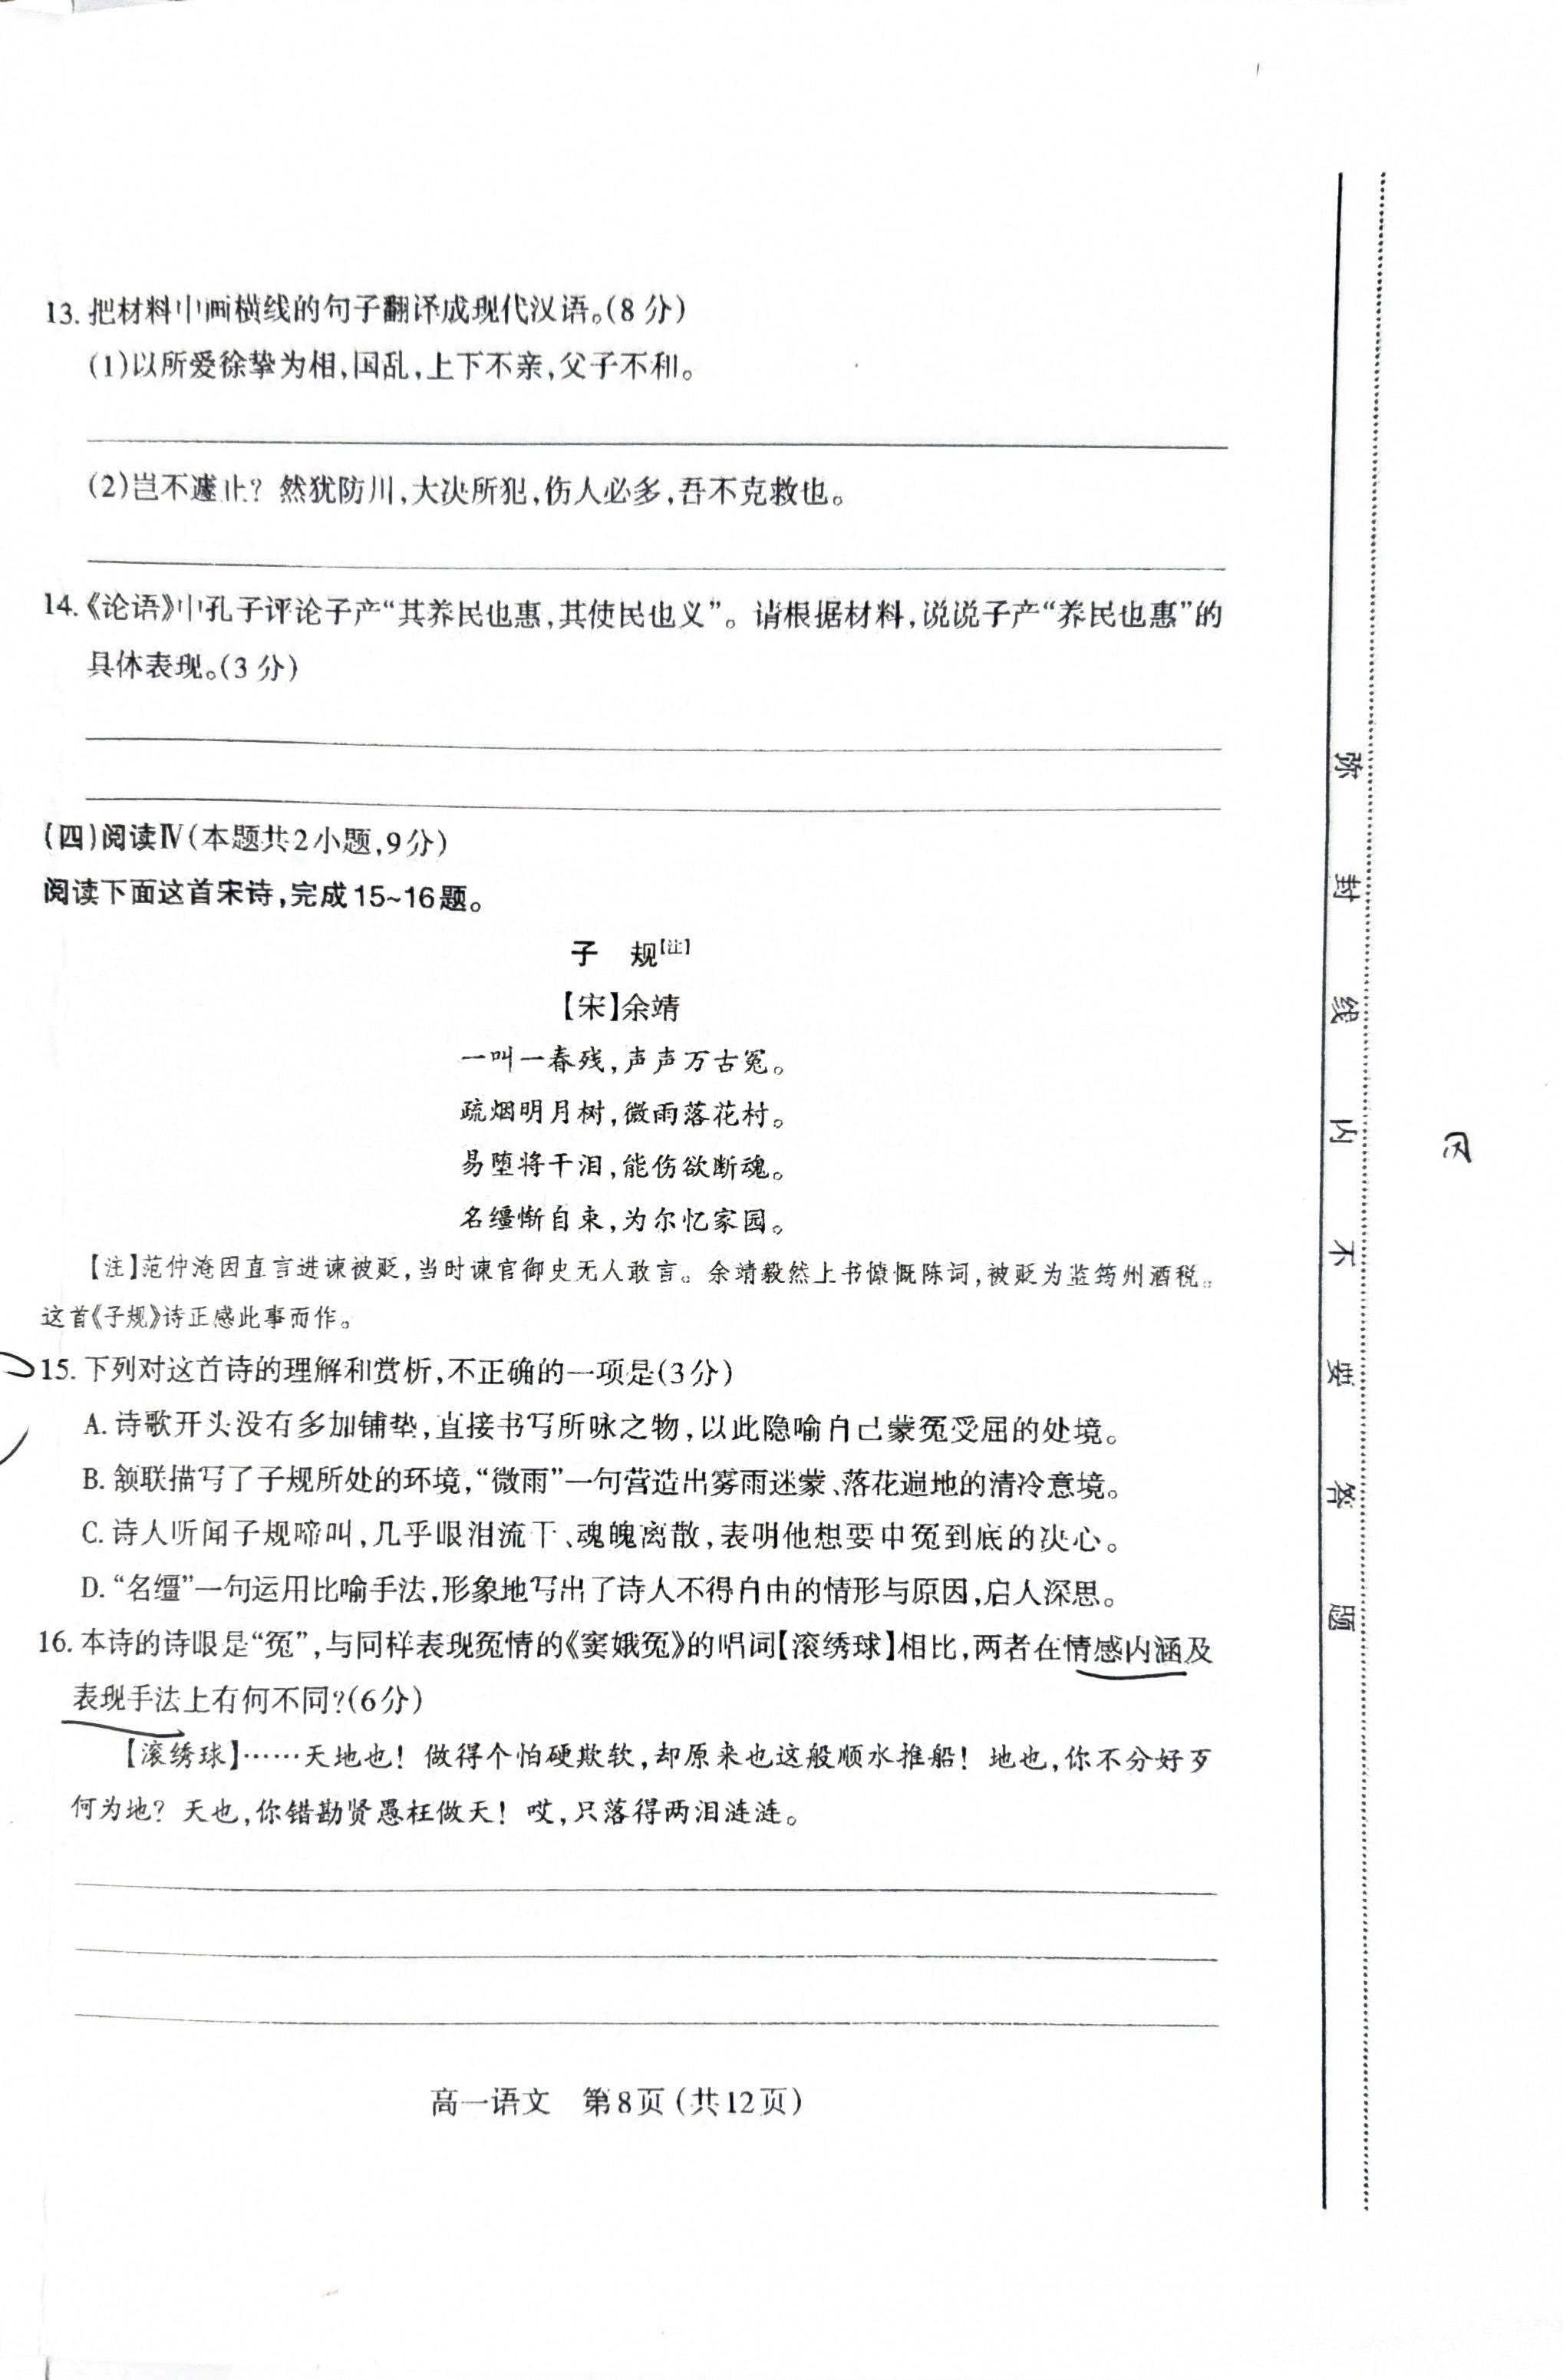 13. 把材料中画横线的句子翻译成现代汉语。(8分)
(1)以所爱徐挚为相,国乱,上下不亲,父子不和。
(2)岂不遽止？然犹防川,大决所犯,伤人必多,吾不克救也。
14.《论语》中孔子评论子产“其养民也惠,其使民也义”。请根据材料,说说子产“养民也惠”的
具体表现。(3分)
(四)阅读Ⅳ(本题共2小题,9分)
阅读下面这首宋诗,完成15~16题。
子 规【注】
【宋】余靖
一叫一春残,声声万古冤。
疏烟明月树,微雨落花村。
易堕将干泪,能伤欲断魂。
名缰惭自束,为尔忆家园。
【注】范仲淹因直言进谏被贬,当时谏官御史无人敢言。余靖毅然上书慷慨陈词,被贬为监筠州酒税。
这首《子规》诗正感此事而作。
15. 下列对这首诗的理解和赏析,不正确的一项是(3分)
A. 诗歌开头没有多加铺垫,直接书写所咏之物,以此隐喻自己蒙冤受屈的处境。
B. 颔联描写了子规所处的环境,“微雨”一句营造出雾雨迷蒙、落花遍地的清冷意境。
C. 诗人听闻子规啼叫,几乎眼泪流干、魂魄离散,表明他想要申冤到底的决心。
D. “名缰”一句运用比喻手法,形象地写出了诗人不得自由的情形与原因,启人深思。
16. 本诗的诗眼是“冤”,与同样表现冤情的《窦娥冤》的唱词【滚绣球】相比,两者在情感内涵及
表现手法上有何不同?(6分)
【滚绣球】……天地也！做得个怕硬欺软,却原来也这般顺水推船！地也,你不分好歹
何为地？天也,你错勘贤愚枉做天！哎,只落得两泪涟涟。
高一语文 第8页(共12页)
弥 封 线 内 不 要 答 题